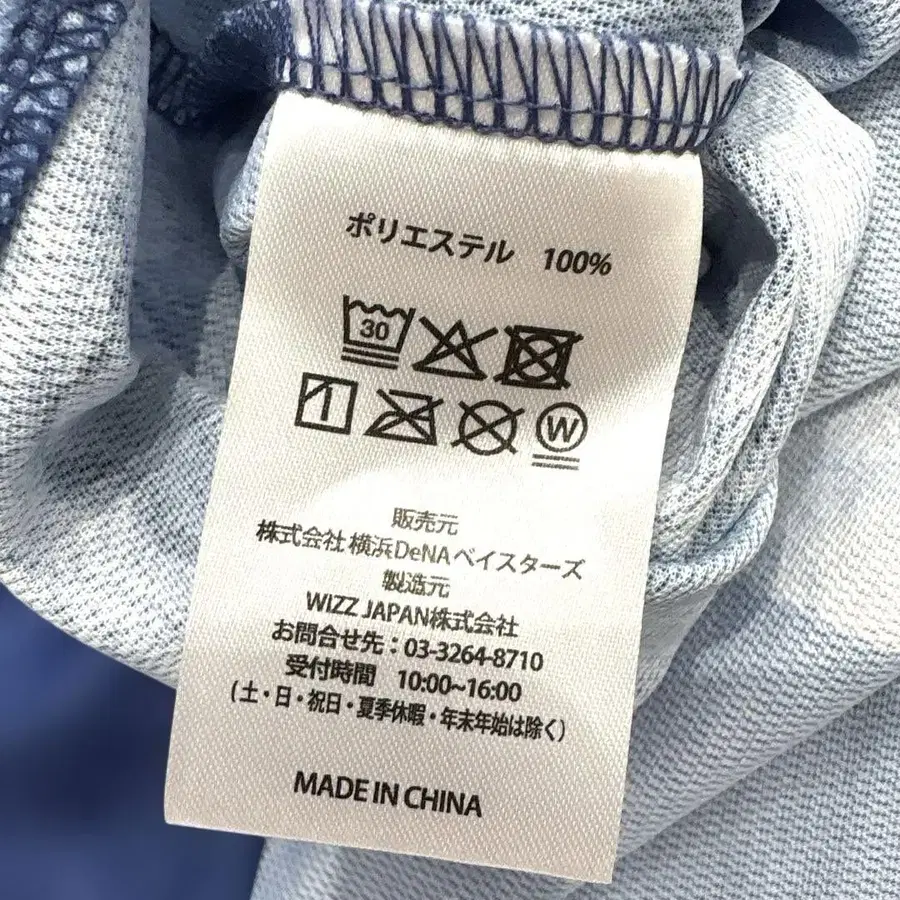 ポリエステル 100%
30
W
販売元
株式会社 横浜DeNAベイスターズ
製造元
WIZZ JAPAN株式会社
お問合せ先：03-3264-8710
受付時間 10:00~16:00
(土・日・祝日・夏季休暇・年末年始は除く)
MADE IN CHINA